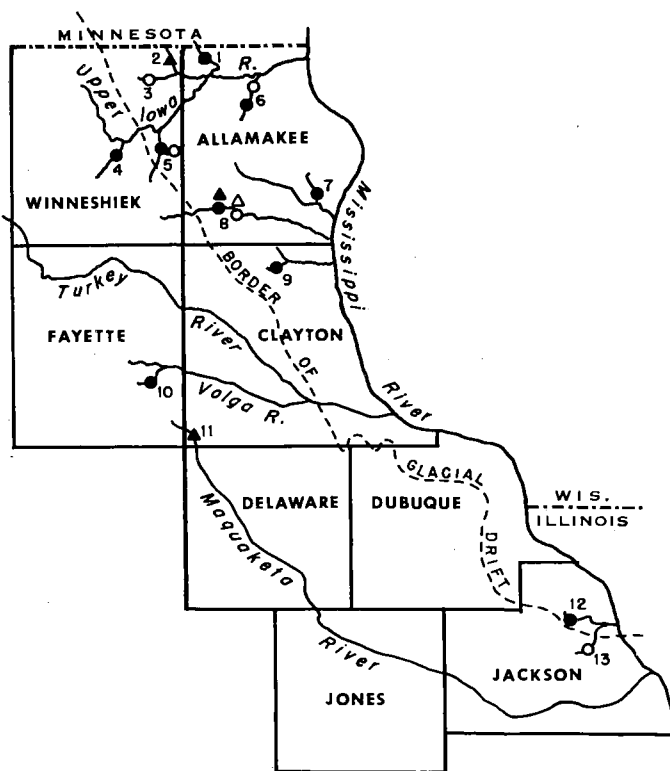 MINNESOTA
2
1
3
R.
Upper
Iowa
6
ALLAMAKEE
4
5
7
WINNESHIEK
8
Mississippi
BORDER
9
Turkey
FAYETTE
River
CLAYTON
OF
10
Volga R.
River
11
GLACIAL
DELAWARE
DUBUQUE
WIS.
ILLINOIS
Maquaketa
DRIFT
12
River
13
JACKSON
JONES